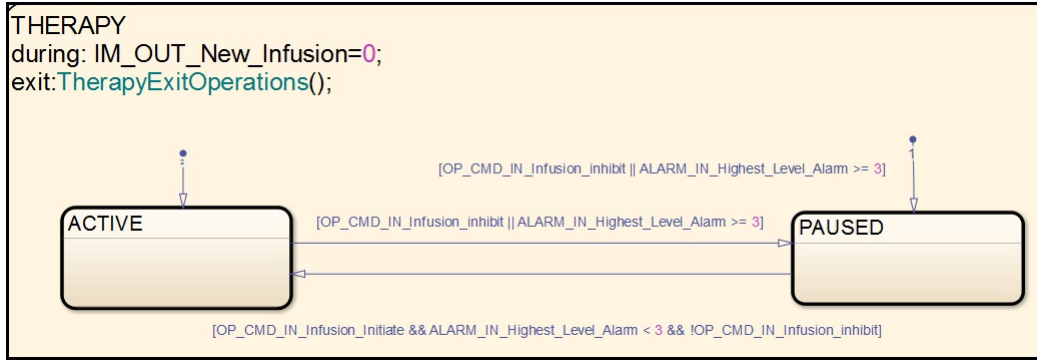 THERAPY
during: IM_OUT_New_Infusion=0;
exit:TherapyExitOperations();
2
1
[OP_CMD_IN_Infusion_inhibit || ALARM_IN_Highest_Level_Alarm >= 3]
ACTIVE
[OP_CMD_IN_Infusion_inhibit || ALARM_IN_Highest_Level_Alarm >= 3]
PAUSED
[OP_CMD_IN_Infusion_Initiate && ALARM_IN_Highest_Level_Alarm < 3 && !OP_CMD_IN_Infusion_inhibit]